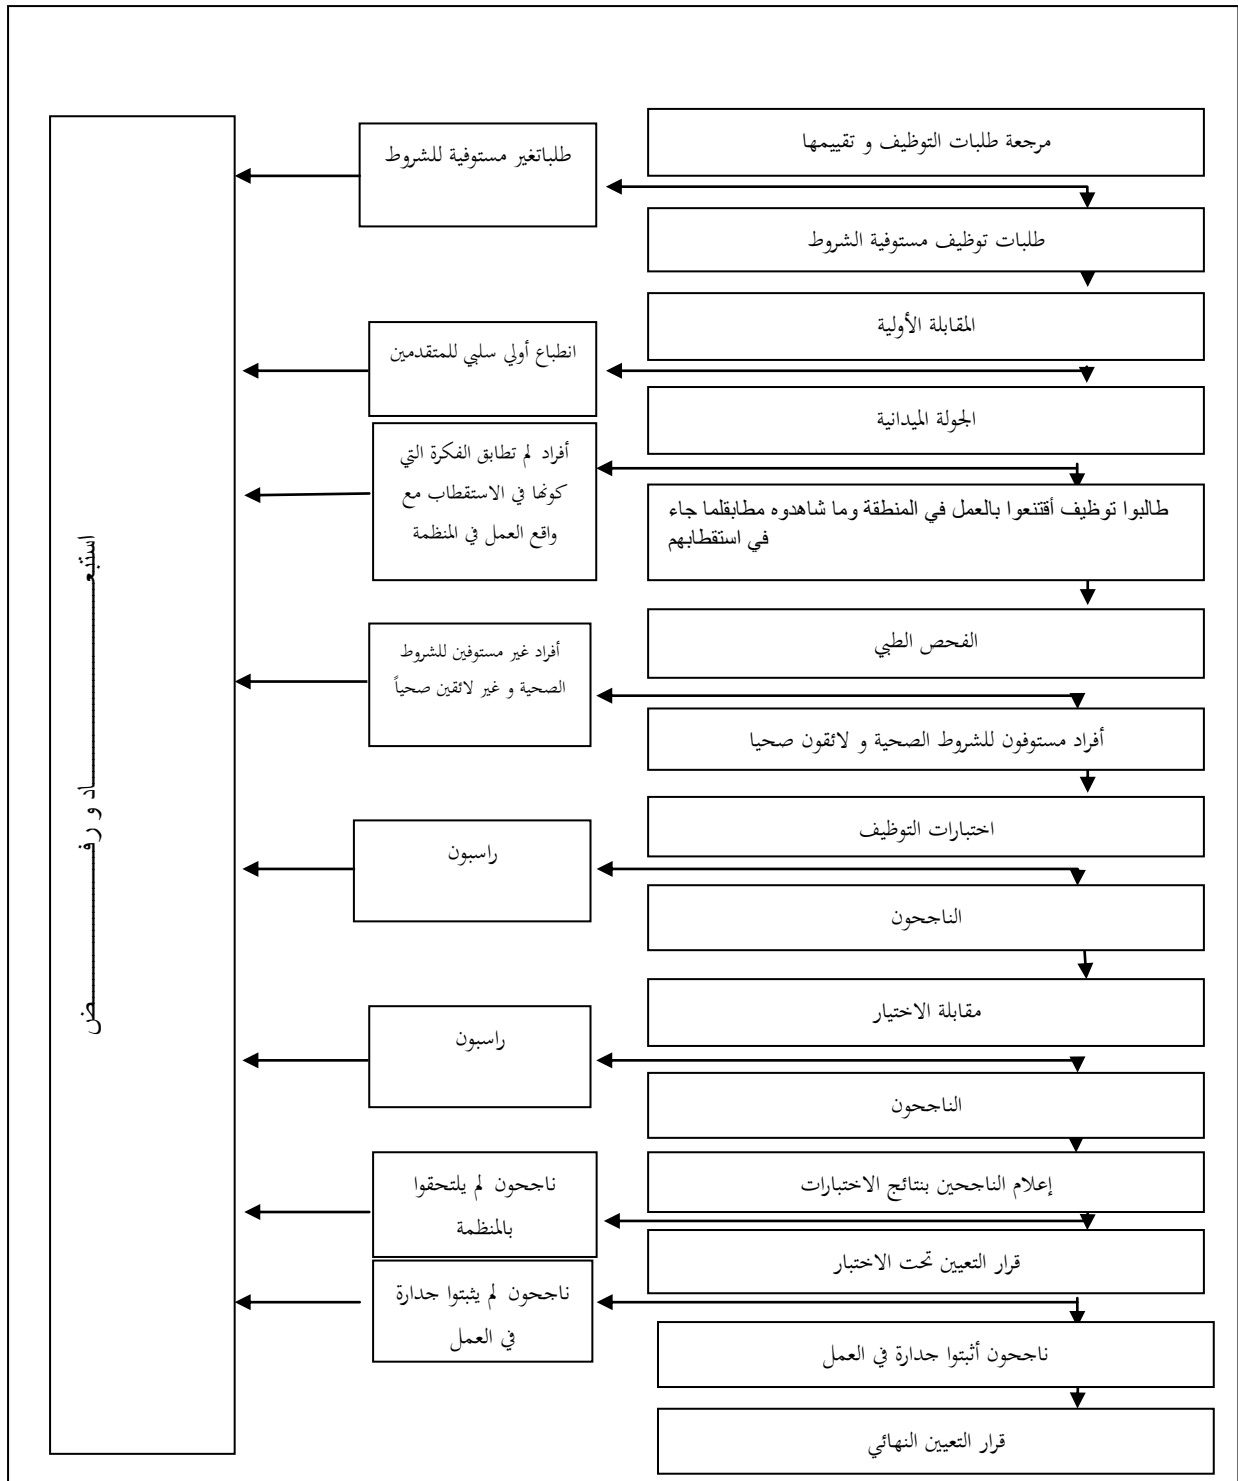 مرجعة طلبات التوظيف و تقييمها
طلباتغير مستوفية للشروط
طلبات توظيف مستوفية الشروط
المقابلة الأولية
انطباع أولي سلبي للمتقدمين
الجولة الميدانية
أفراد لم تطابق الفكرة التي
كونها في الاستقطاب مع
واقع العمل في المنظمة
طالبوا توظيف أقتنعوا بالعمل في المنطقة وما شاهدوه مطابقلما جاء
في استقطابهم
الفحص الطبي
أفراد غير مستوفين للشروط
الصحية و غير لائقين صحياً
أفراد مستوفون للشروط الصحية و لائقون صحيا
اختبارات التوظيف
راسبون
الناجحون
مقابلة الاختيار
راسبون
الناجحون
إعلام الناجحين بنتائج الاختبارات
ناجحون لم يلتحقوا
بالمنظمة
قرار التعيين تحت الاختبار
ناجحون لم يثبتوا جدارة
في العمل
ناجحون أثبتوا جدارة في العمل
قرار التعيين النهائي
استبعـــــــــاد و رفـــــــــض